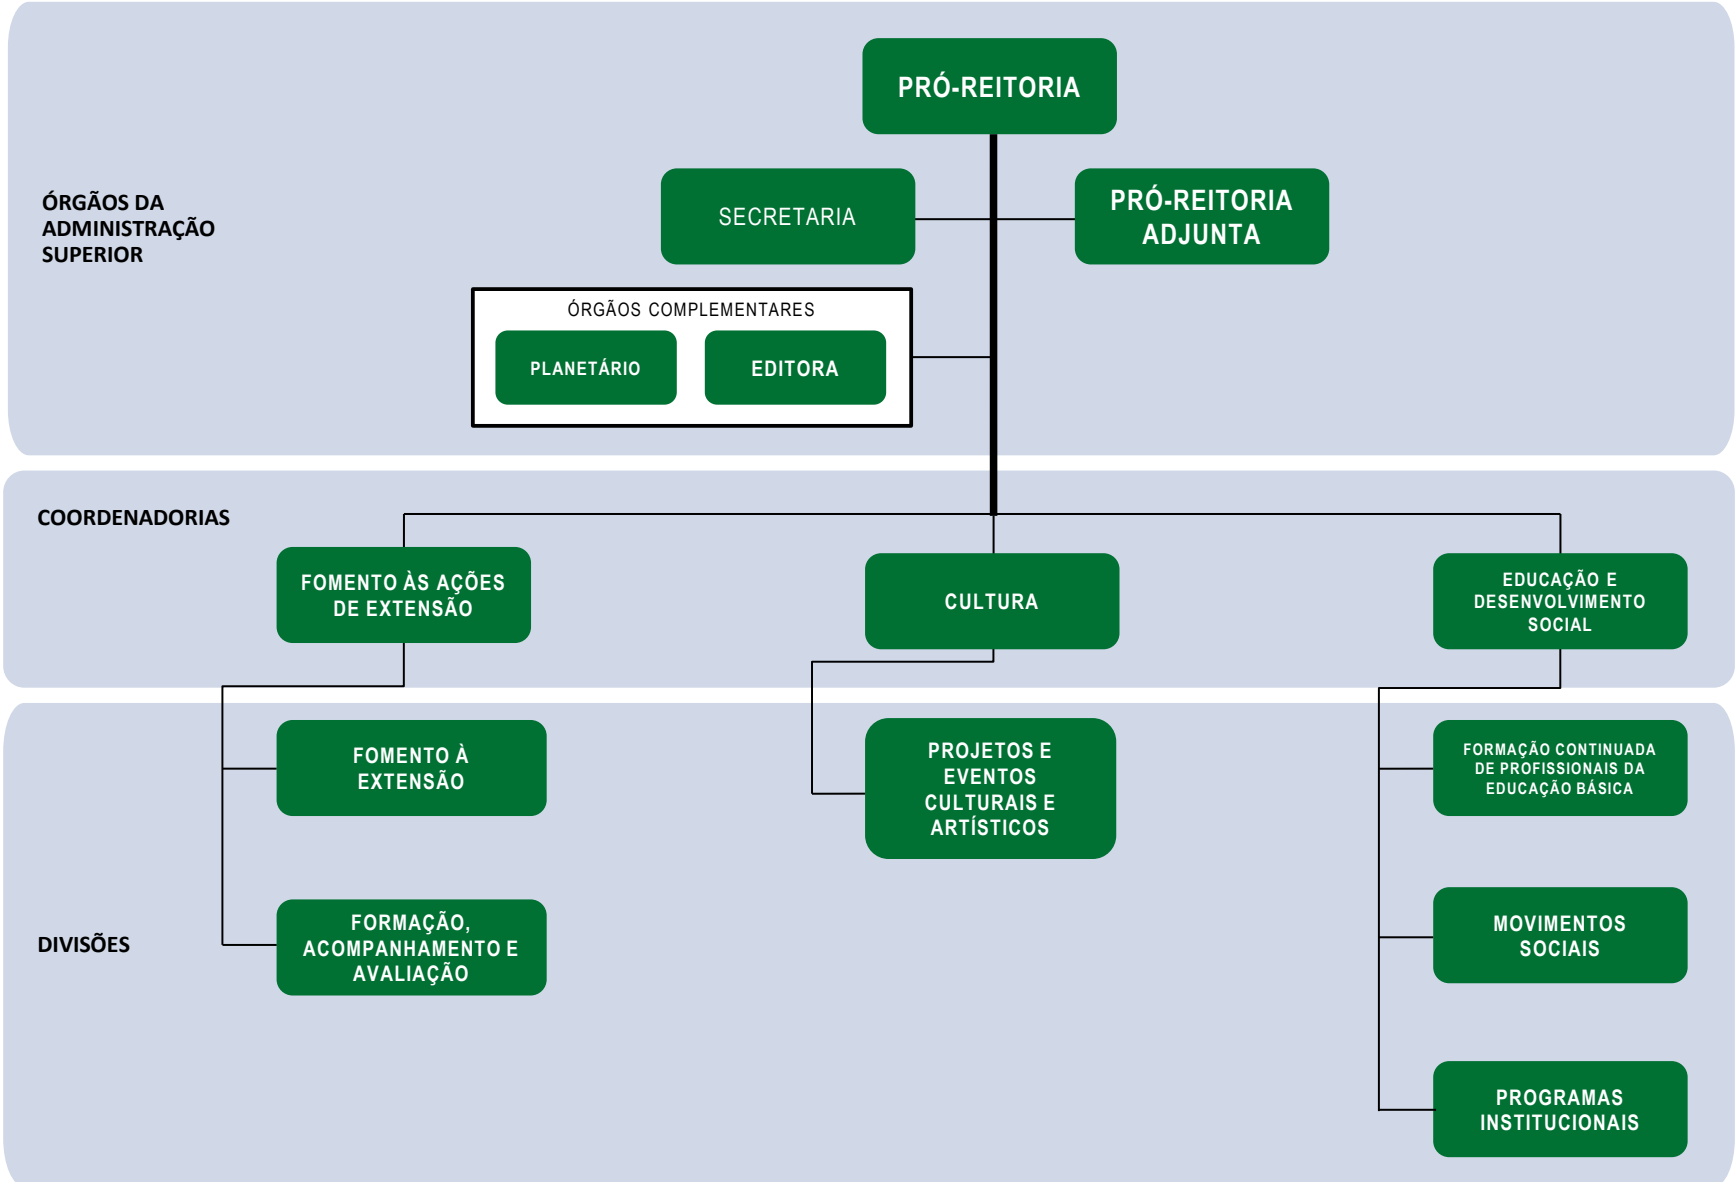 PRÓ-REITORIA
ÓRGÃOS DA
ADMINISTRAÇÃO
SUPERIOR
SECRETARIA
PRÓ-REITORIA
ADJUNTA
ÓRGÃOS COMPLEMENTARES
PLANETÁRIO
EDITORA
COORDENADORIAS
FOMENTO ÀS AÇÕES
DE EXTENSÃO
CULTURA
EDUCAÇÃO E
DESENVOLVIMENTO
SOCIAL
DIVISÕES
FOMENTO À
EXTENSÃO
FORMAÇÃO,
ACOMPANHAMENTO E
AVALIAÇÃO
PROJETOS E
EVENTOS
CULTURAIS E
ARTÍSTICOS
FORMAÇÃO CONTINUADA
DE PROFISSIONAIS DA
EDUCAÇÃO BÁSICA
MOVIMENTOS
SOCIAIS
PROGRAMAS
INSTITUCIONAIS